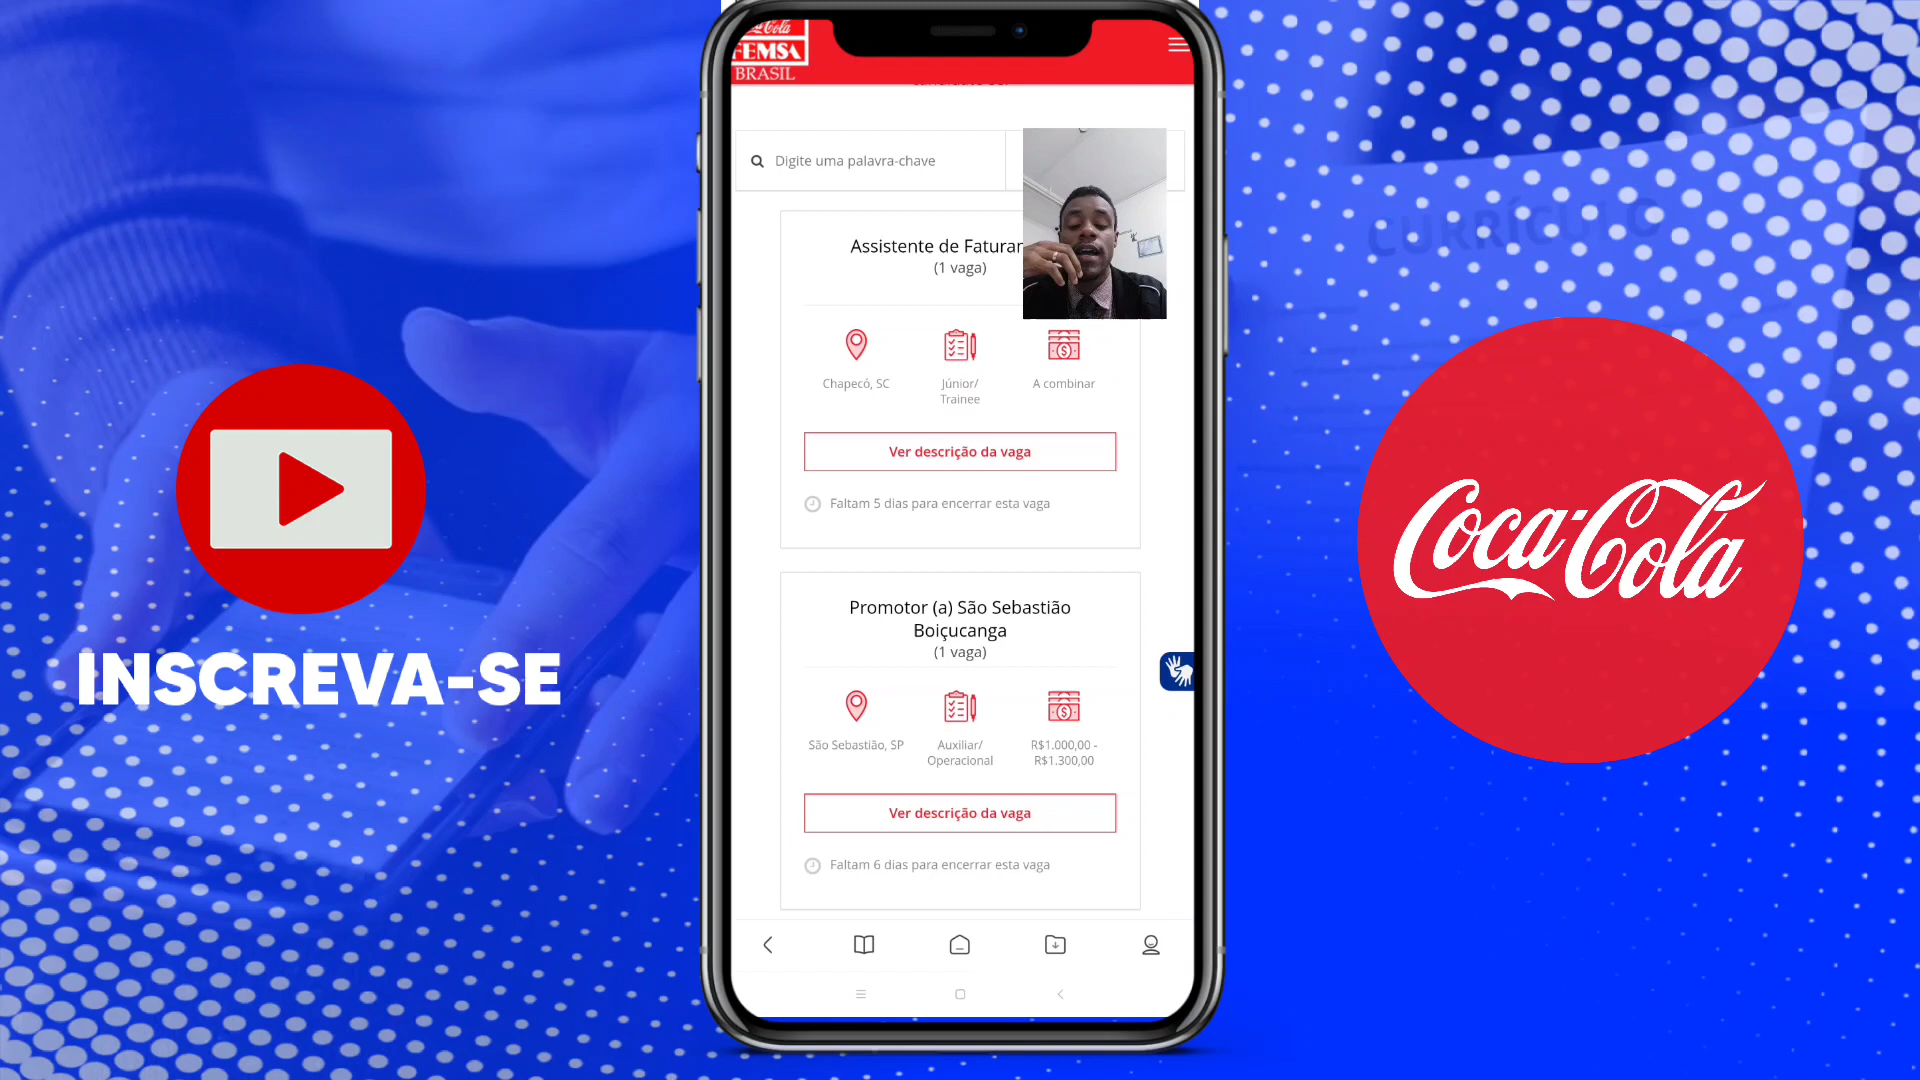 FEMSA
BRASIL
Digite uma palavra-chave
Assistente de Faturam
(1 vaga)
Chapecó, SC
Júnior/
Trainee
A combinar
Ver descrição da vaga
Faltam 5 dias para encerrar esta vaga
Promotor (a) São Sebastião
Boiçucanga
(1 vaga)
São Sebastião, SP
Auxiliar/
Operacional
R$1.000,00 -
R$1.300,00
Ver descrição da vaga
Faltam 6 dias para encerrar esta vaga
INSCREVA-SE
CURRÍCULO
Coca-Cola